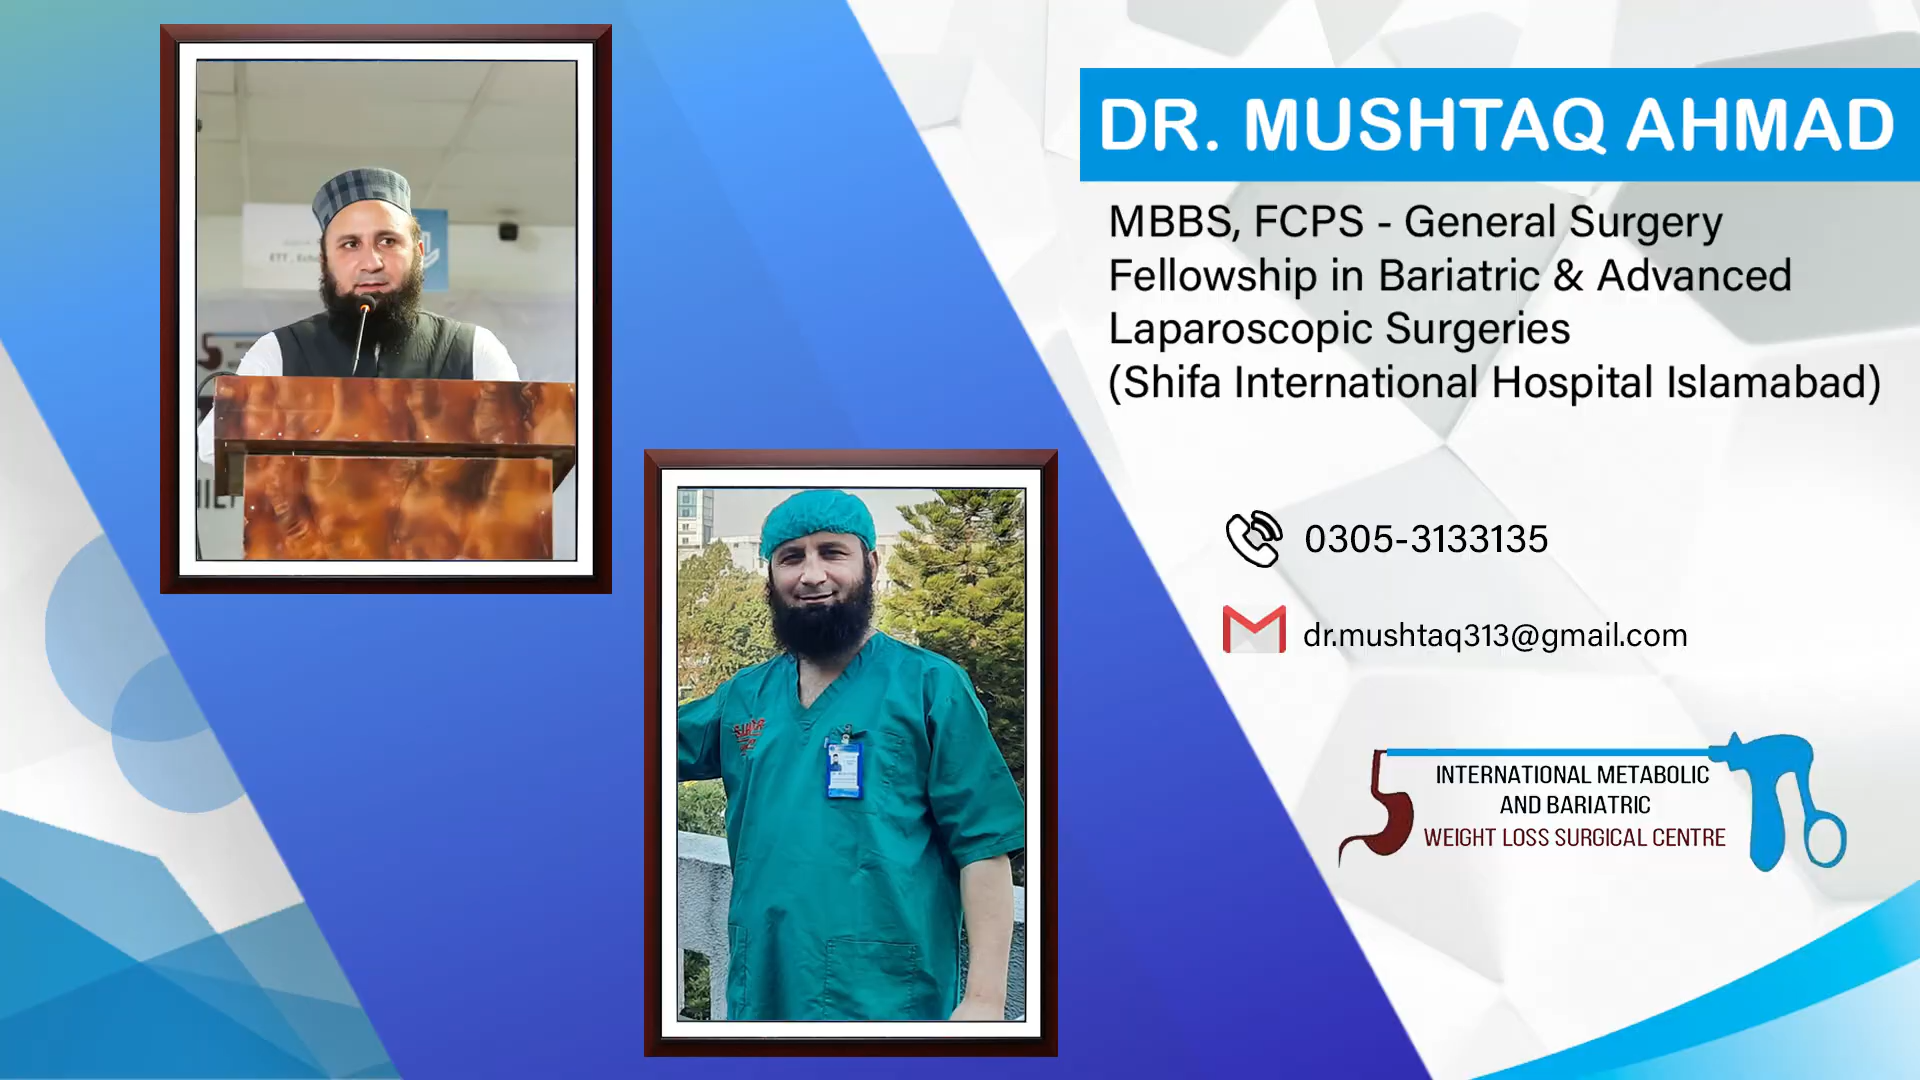 DR. MUSHTAQ AHMAD
MBBS, FCPS - General Surgery
Fellowship in Bariatric & Advanced
Laparoscopic Surgeries
(Shifa International Hospital Islamabad)
0305-3133135
dr.mushtaq313@gmail.com
INTERNATIONAL METABOLIC
AND BARIATRIC
WEIGHT LOSS SURGICAL CENTRE